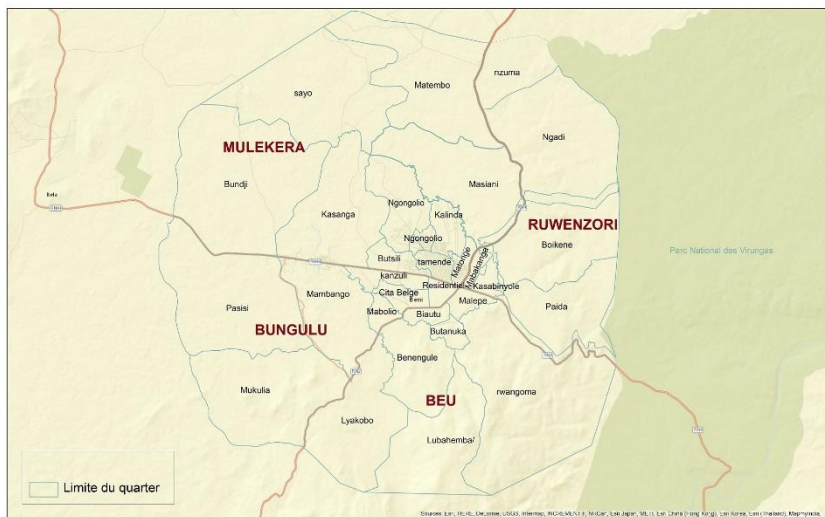 nzuma
Matembo
sayo
Ngadi
MULEKERA
Bundji
Masiani
Kasanga
Ngongolio
Kalinda
RUWENZORI
Boikene
Ngongolio
Parc National des Virungas
Butsili
tamende
Matonge
Mabakanga
kanzuli
Residentiel
Kasabinyole
Cita Belge
Mambango
Beni
Malepe
Paida
Pasisi
Mabolio
Biautu
BUNGULU
Butanuka
Benengule
Mukulia
rwangoma
BEU
Lyakobo
Lubahemba/
Limite du quarter